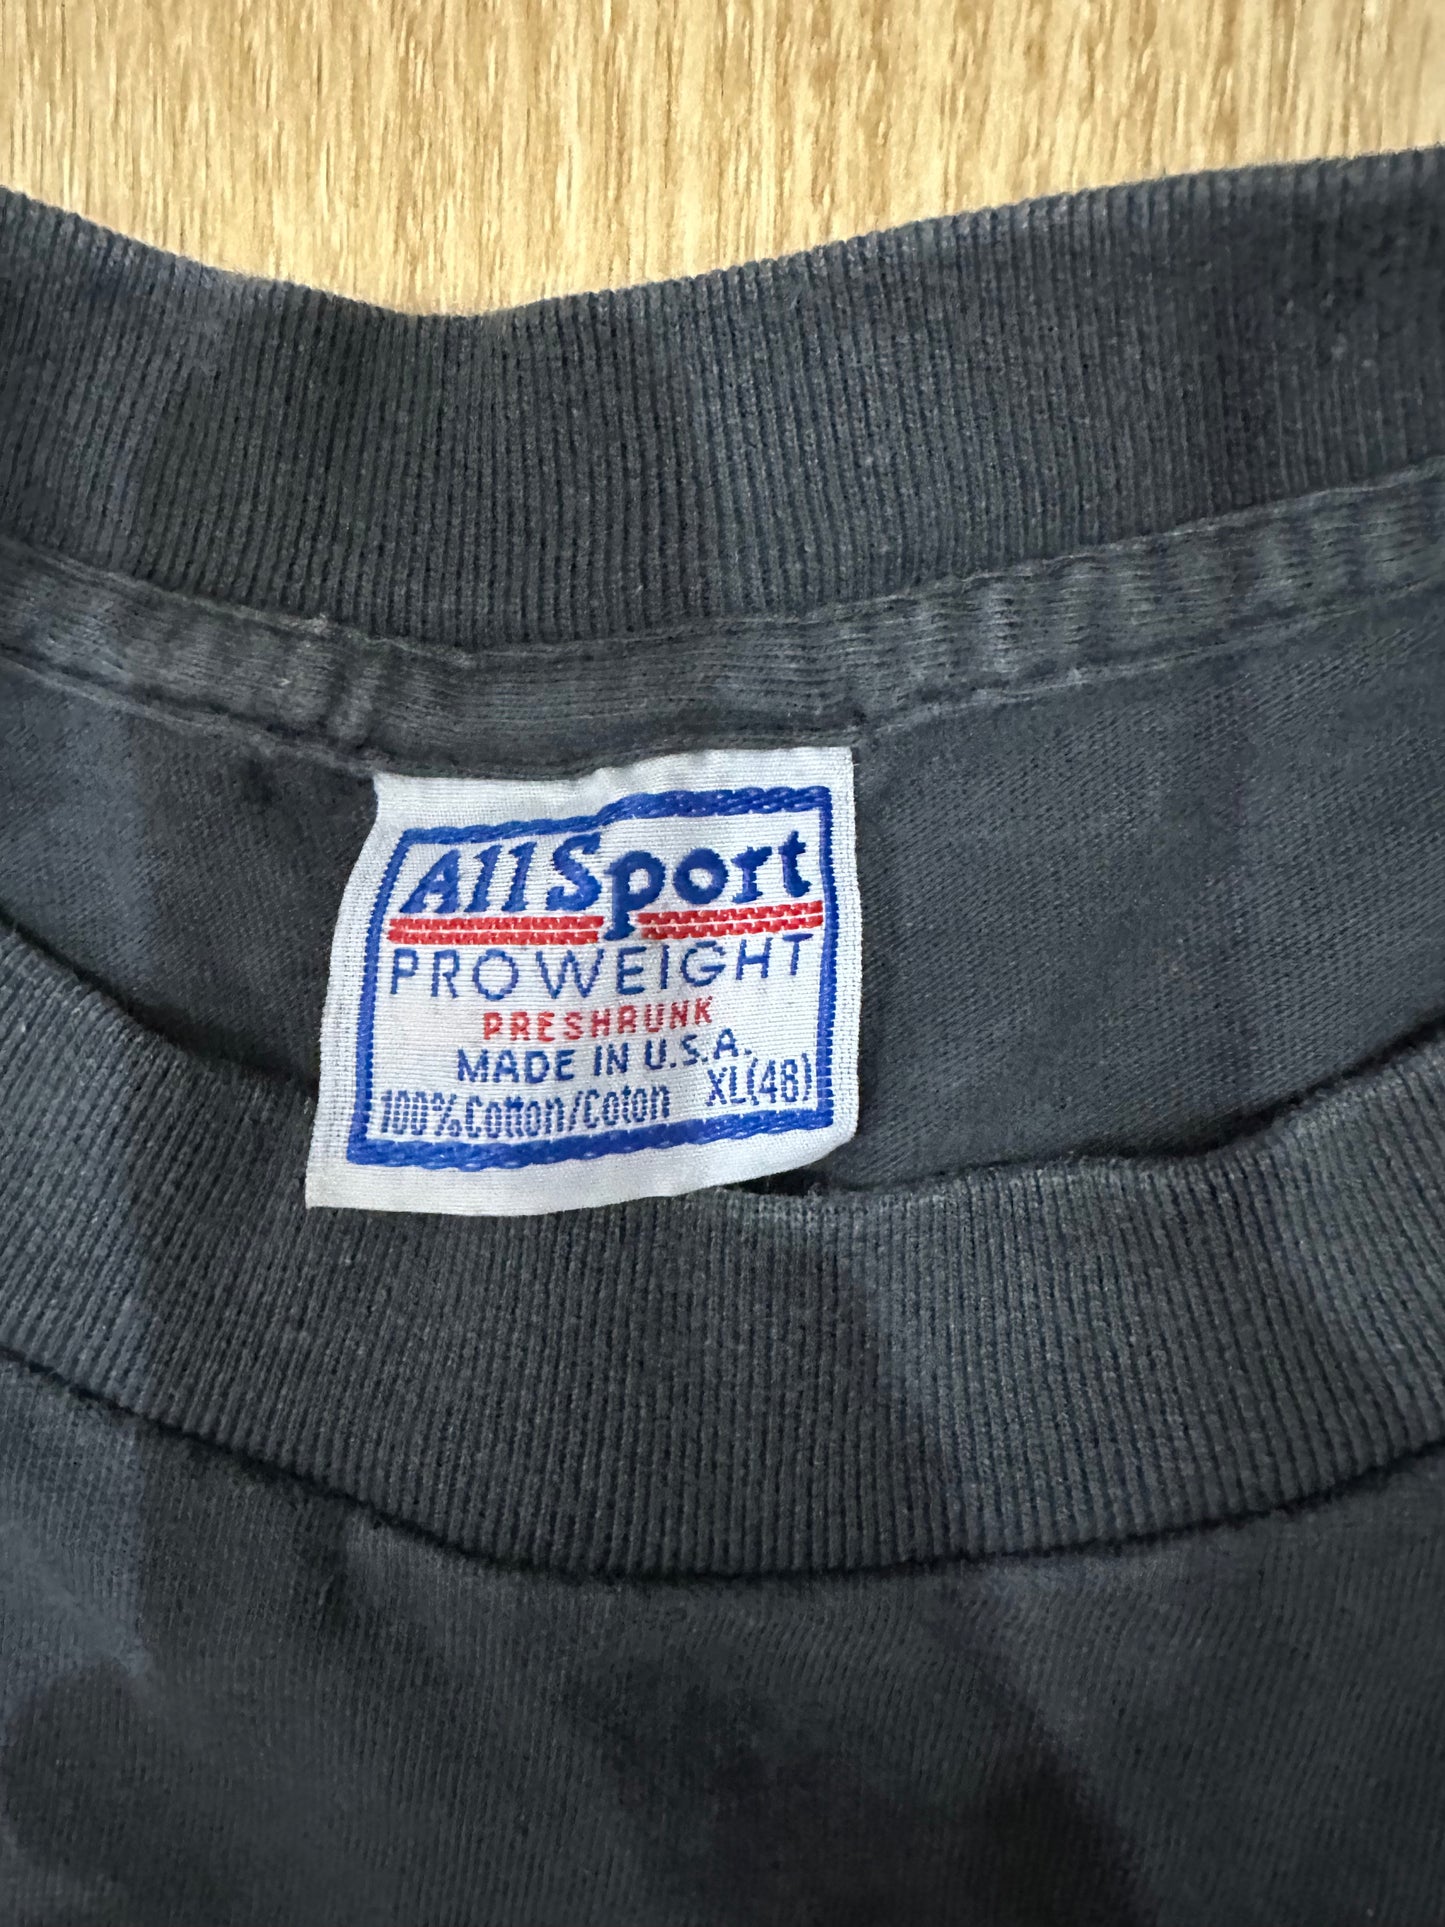 AllSport
PROWEIGHT
PRESHRUNK
MADE IN U.S.A.
100% Cotton/Coton XL(48)